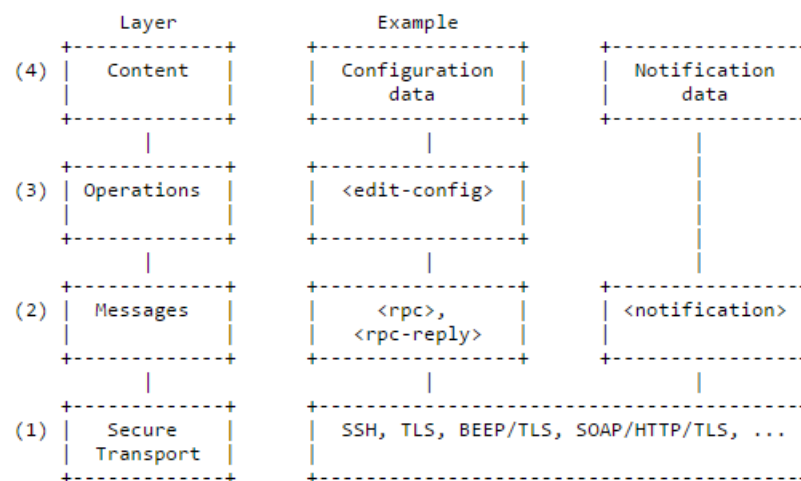 Layer Example
(4) Content Configuration Notification
data data
(3) Operations <edit-config>
(2) Messages <rpc>, <notification>
<rpc-reply>
(1) Secure SSH, TLS, BEEP/TLS, SOAP/HTTP/TLS, ...
Transport